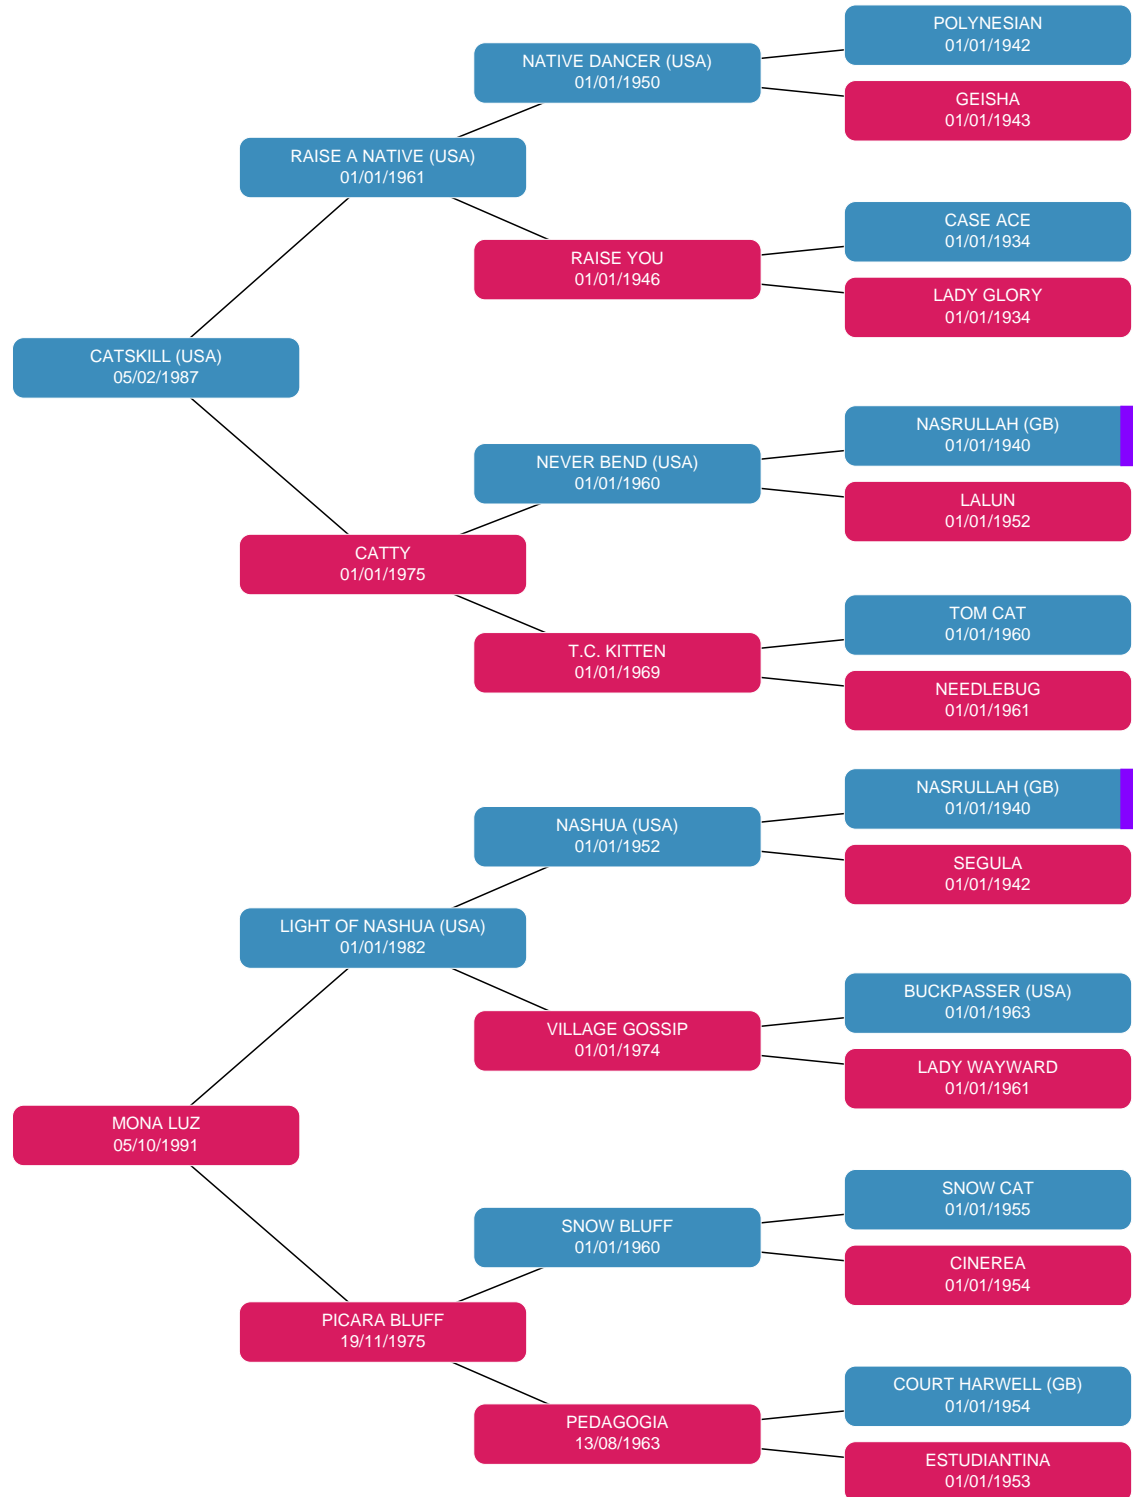 POLYNESIAN
01/01/1942
NATIVE DANCER (USA)
01/01/1950
GEISHA
01/01/1943
RAISE A NATIVE (USA)
01/01/1961
CASE ACE
01/01/1934
RAISE YOU
01/01/1946
LADY GLORY
01/01/1934
CATSKILL (USA)
05/02/1987
NASRULLAH (GB)
01/01/1940
NEVER BEND (USA)
01/01/1960
LALUN
01/01/1952
CATTY
01/01/1975
TOM CAT
01/01/1960
T.C. KITTEN
01/01/1969
NEEDLEBUG
01/01/1961
NASRULLAH (GB)
01/01/1940
NASHUA (USA)
01/01/1952
SEGULA
01/01/1942
LIGHT OF NASHUA (USA)
01/01/1982
BUCKPASSER (USA)
01/01/1963
VILLAGE GOSSIP
01/01/1974
LADY WAYWARD
01/01/1961
MONA LUZ
05/10/1991
SNOW CAT
01/01/1955
SNOW BLUFF
01/01/1960
CINEREA
01/01/1954
PICARA BLUFF
19/11/1975
COURT HARWELL (GB)
01/01/1954
PEDAGOGIA
13/08/1963
ESTUDIANTINA
01/01/1953